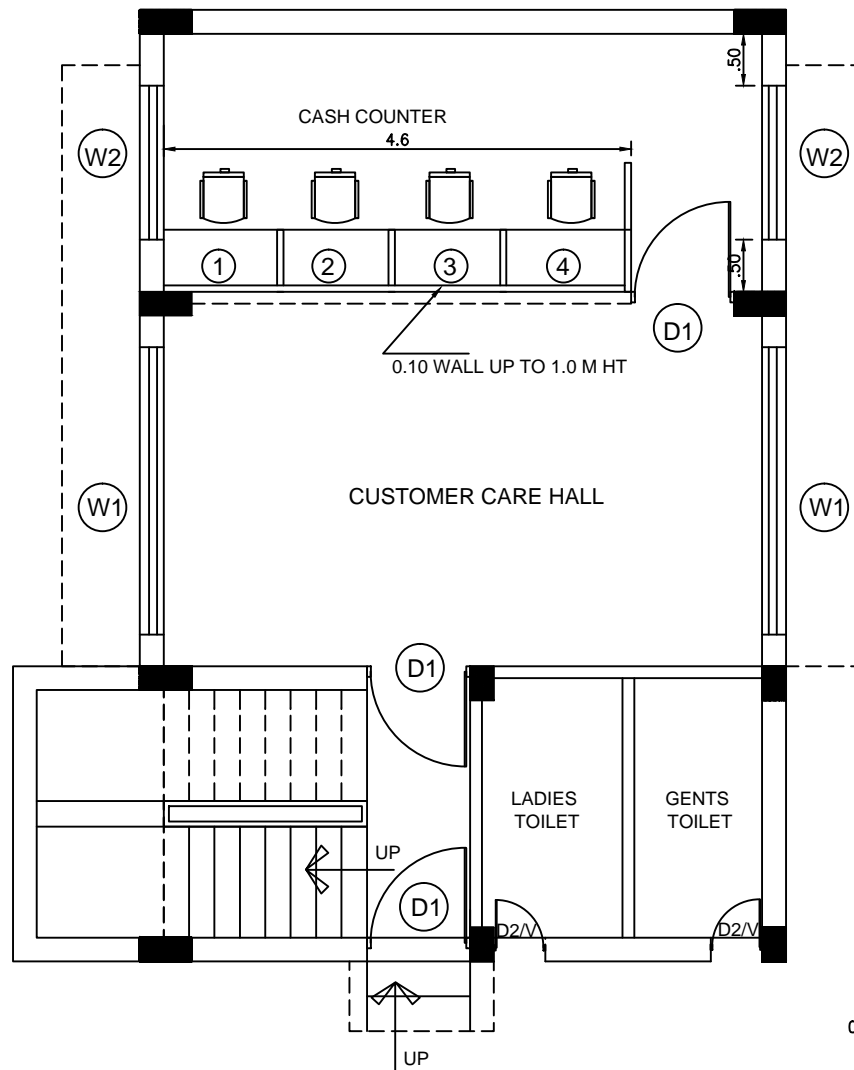 .50
CASH COUNTER
4.6
W2
W2
1
2
3
4
.50
D1
0.10 WALL UP TO 1.0 M HT
W1
CUSTOMER CARE HALL
W1
D1
LADIES
TOILET
GENTS
TOILET
UP
D1
D2/V
D2/V
UP